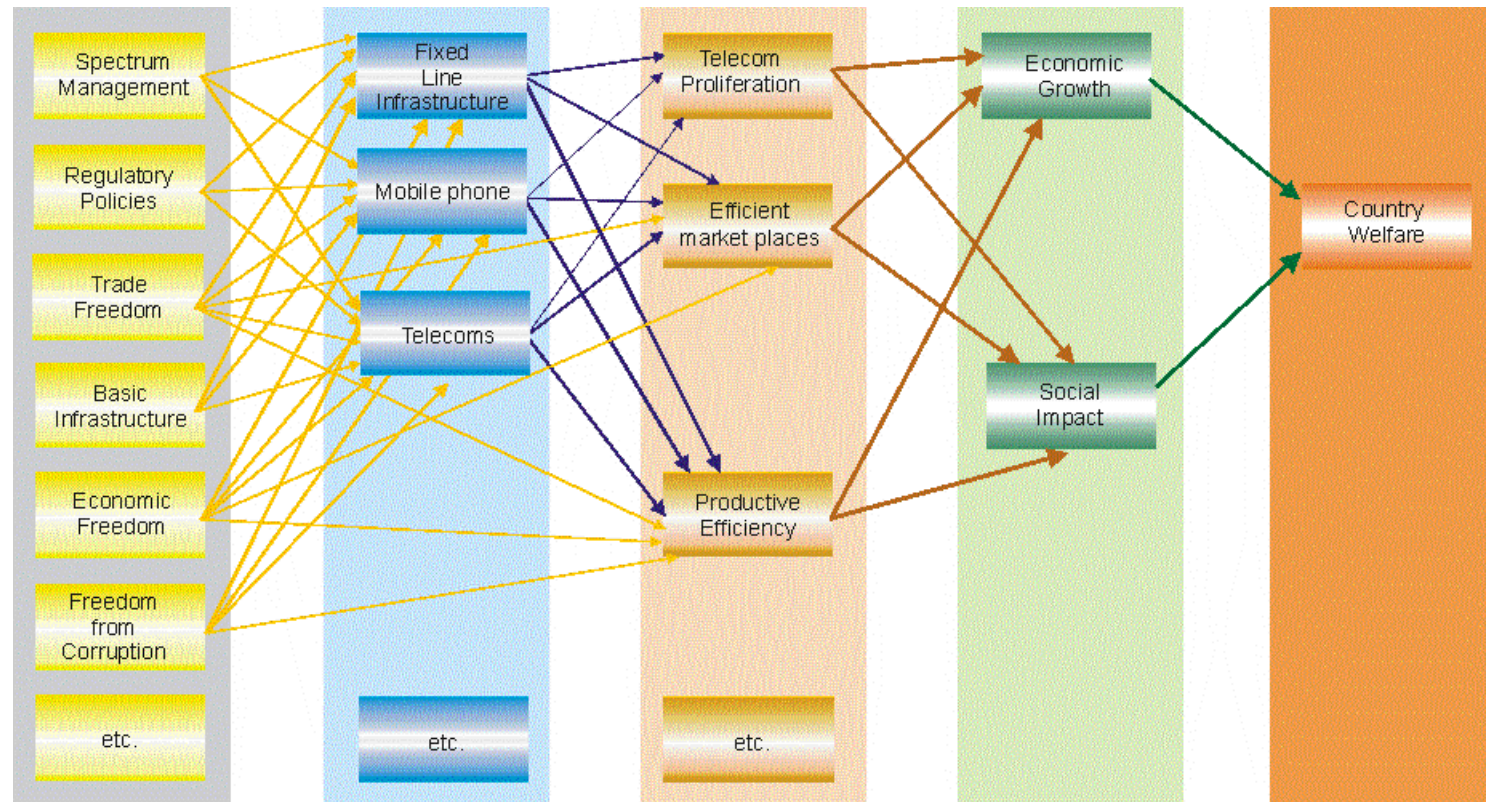 Spectrum
Management
Regulatory
Policies
Trade
Freedom
Basic
Infrastructure
Economic
Freedom
Freedom
from
Corruption
etc.
Fixed
Line
Infrastructure
Mobile phone
Telecoms
etc.
Telecom
Proliferation
Efficient
market places
Productive
Efficiency
etc.
Economic
Growth
Social
Impact
Country
Welfare